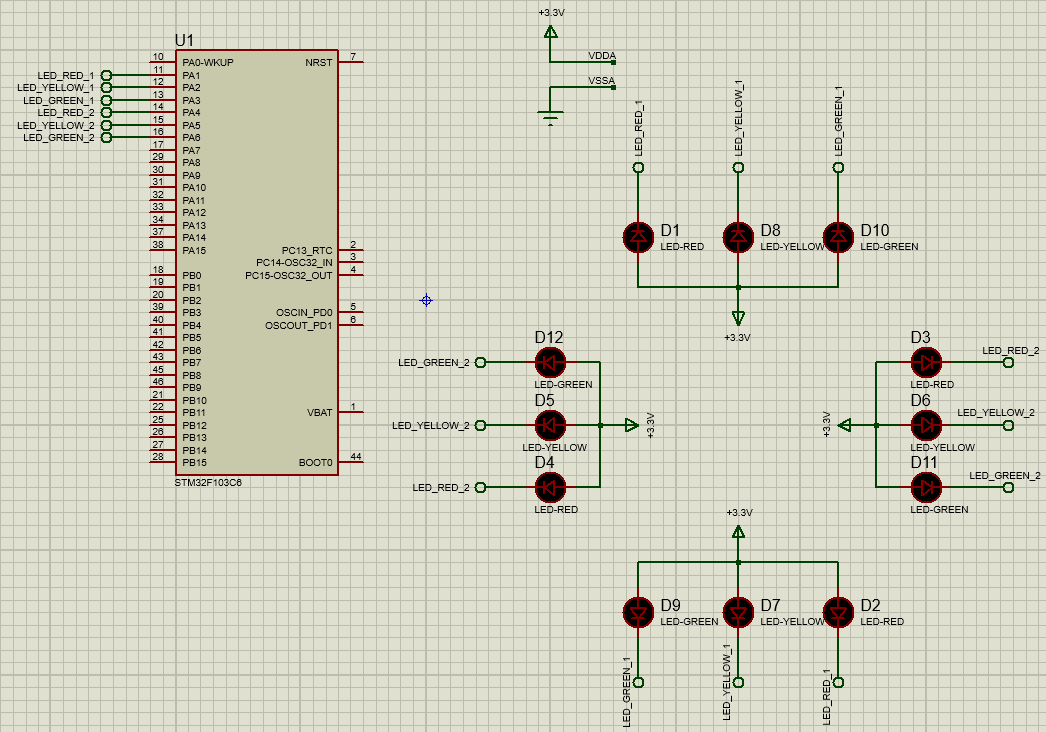 U1
10 PA0-WKUP
NRST 7
LED_RED_1 11 PA1
LED_YELLOW_1 12 PA2
LED_GREEN_1 13 PA3
LED_RED_2 14 PA4
LED_YELLOW_2 15 PA5
LED_GREEN_2 16 PA6
17 PA7
29 PA8
30 PA9
31 PA10
32 PA11
33 PA12
34 PA13
37 PA14
38 PA15
PC13_RTC 2
PC14-OSC32_IN 3
PC15-OSC32_OUT 4
18 PB0
19 PB1
20 PB2
39 PB3
40 PB4
41 PB5
42 PB6
43 PB7
45 PB8
46 PB9
21 PB10
22 PB11
25 PB12
26 PB13
27 PB14
28 PB15
OSCIN_PD0 5
OSCOUT_PD1 6
VBAT 1
BOOT0 44
STM32F103C6
+3.3V
VDDA
VSSA
LED_RED_1
LED_YELLOW_1
LED_GREEN_1
D1
LED-RED
D8
LED-YELLOW
D10
LED-GREEN
+3.3V
D12
LED_GREEN_2
LED-GREEN
D5
LED_YELLOW_2
LED-YELLOW
D4
LED_RED_2
LED-RED
+3.3V
+3.3V
D3
LED_RED_2
LED-RED
D6
LED_YELLOW_2
LED-YELLOW
D11
LED_GREEN_2
LED-GREEN
+3.3V
D9
LED-GREEN
D7
LED-YELLOW
D2
LED-RED
LED_GREEN_1
LED_YELLOW_1
LED_RED_1